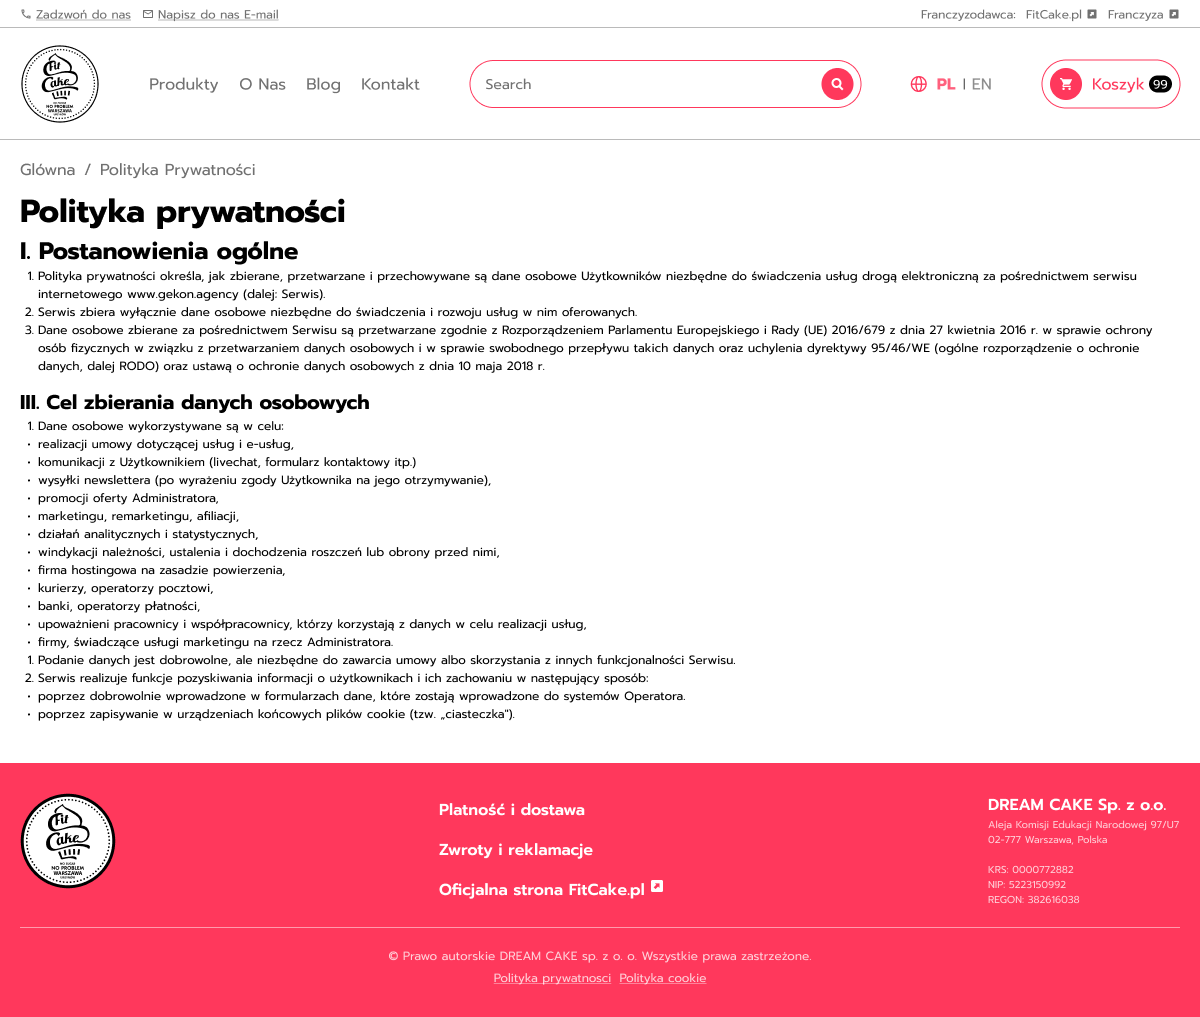 Zadzwoń do nas Napisz do nas E-mail Franczyzodawca: FitCake.pl Franczyza
Fit
Cake
NO SUGAR
NO PROBLEM
WARSZAWA
URSYNÓW
Produkty O Nas Blog Kontakt Search PL | EN Koszyk 99
Glówna / Polityka Prywatności
Polityka prywatności
I. Postanowienia ogólne
1. Polityka prywatności określa, jak zbierane, przetwarzane i przechowywane są dane osobowe Użytkowników niezbędne do świadczenia usług drogą elektroniczną za pośrednictwem serwisu
internetowego www.gekon.agency (dalej: Serwis).
2. Serwis zbiera wyłącznie dane osobowe niezbędne do świadczenia i rozwoju usług w nim oferowanych.
3. Dane osobowe zbierane za pośrednictwem Serwisu są przetwarzane zgodnie z Rozporządzeniem Parlamentu Europejskiego i Rady (UE) 2016/679 z dnia 27 kwietnia 2016 r. w sprawie ochrony
osób fizycznych w związku z przetwarzaniem danych osobowych i w sprawie swobodnego przepływu takich danych oraz uchylenia dyrektywy 95/46/WE (ogólne rozporządzenie o ochronie
danych, dalej RODO) oraz ustawą o ochronie danych osobowych z dnia 10 maja 2018 r.
III. Cel zbierania danych osobowych
1. Dane osobowe wykorzystywane są w celu:
• realizacji umowy dotyczącej usług i e-usług,
• komunikacji z Użytkownikiem (livechat, formularz kontaktowy itp.)
• wysyłki newslettera (po wyrażeniu zgody Użytkownika na jego otrzymywanie),
• promocji oferty Administratora,
• marketingu, remarketingu, afiliacji,
• działań analitycznych i statystycznych,
• windykacji należności, ustalenia i dochodzenia roszczeń lub obrony przed nimi,
• firma hostingowa na zasadzie powierzenia,
• kurierzy, operatorzy pocztowi,
• banki, operatorzy płatności,
• upoważnieni pracownicy i współpracownicy, którzy korzystają z danych w celu realizacji usług,
• firmy, świadczące usługi marketingu na rzecz Administratora.
1. Podanie danych jest dobrowolne, ale niezbędne do zawarcia umowy albo skorzystania z innych funkcjonalności Serwisu.
2. Serwis realizuje funkcje pozyskiwania informacji o użytkownikach i ich zachowaniu w następujący sposób:
• poprzez dobrowolnie wprowadzone w formularzach dane, które zostają wprowadzone do systemów Operatora.
• poprzez zapisywanie w urządzeniach końcowych plików cookie (tzw. „ciasteczka").
Fit
Cake
NO SUGAR
NO PROBLEM
WARSZAWA
URSYNÓW
Platność i dostawa
Zwroty i reklamacje
Oficjalna strona FitCake.pl
DREAM CAKE Sp. z o.o.
Aleja Komisji Edukacji Narodowej 97/U7
02-777 Warszawa, Polska
KRS: 0000772882
NIP: 5223150992
REGON: 382616038
© Prawo autorskie DREAM CAKE sp. z o. o. Wszystkie prawa zastrzeżone.
Polityka prywatnosci Polityka cookie